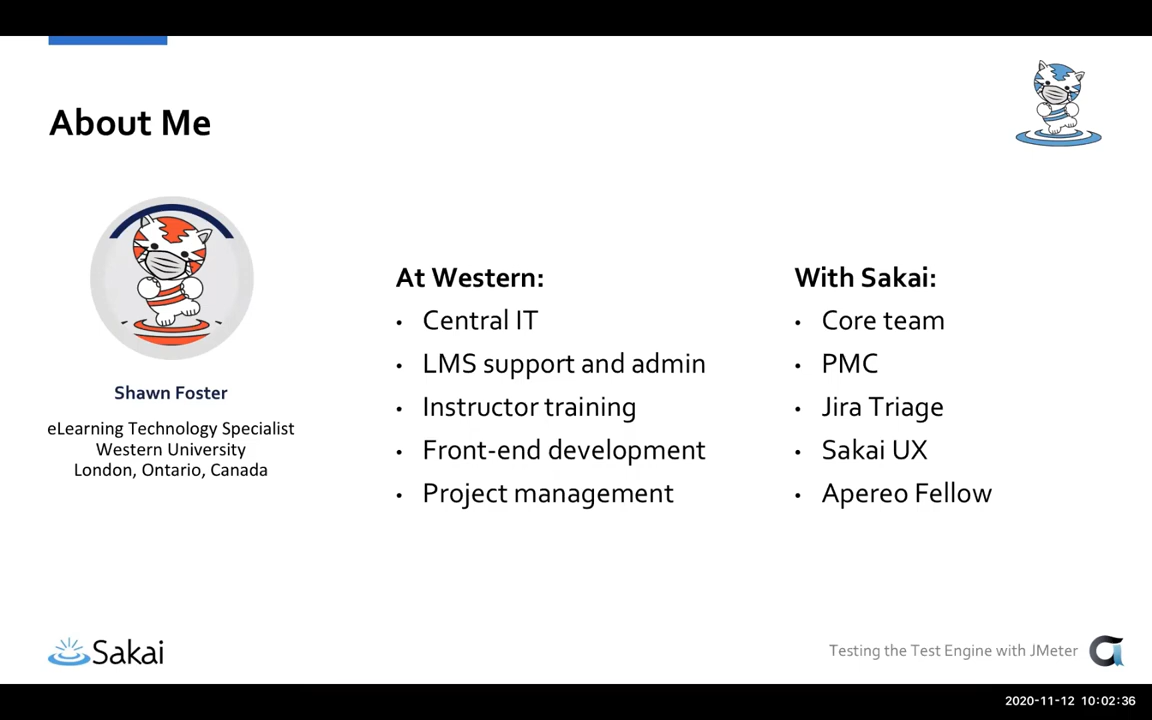 About Me
Shawn Foster
eLearning Technology Specialist
Western University
London, Ontario, Canada
At Western:
• Central IT
• LMS support and admin
• Instructor training
• Front-end development
• Project management
With Sakai:
• Core team
• PMC
• Jira Triage
• Sakai UX
• Apereo Fellow
Sakai
Testing the Test Engine with JMeter
2020-11-12 10:02:36